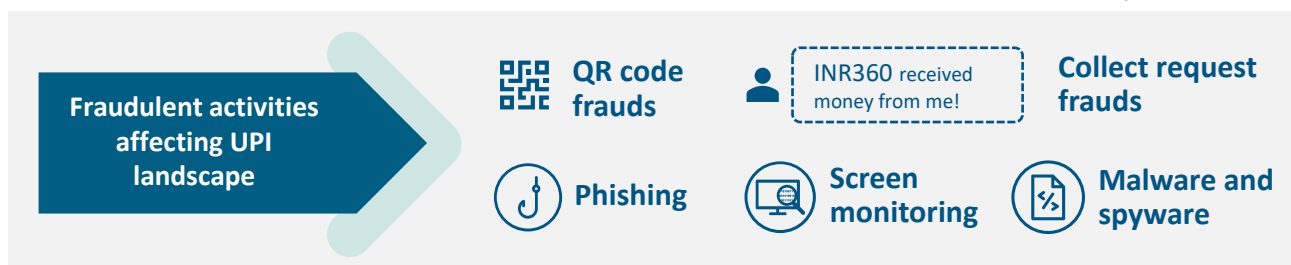 Fraudulent activities
affecting UPI
landscape
QR code
frauds
INR360 received
money from me!
Collect request
frauds
Phishing
Screen
monitoring
Malware and
spyware